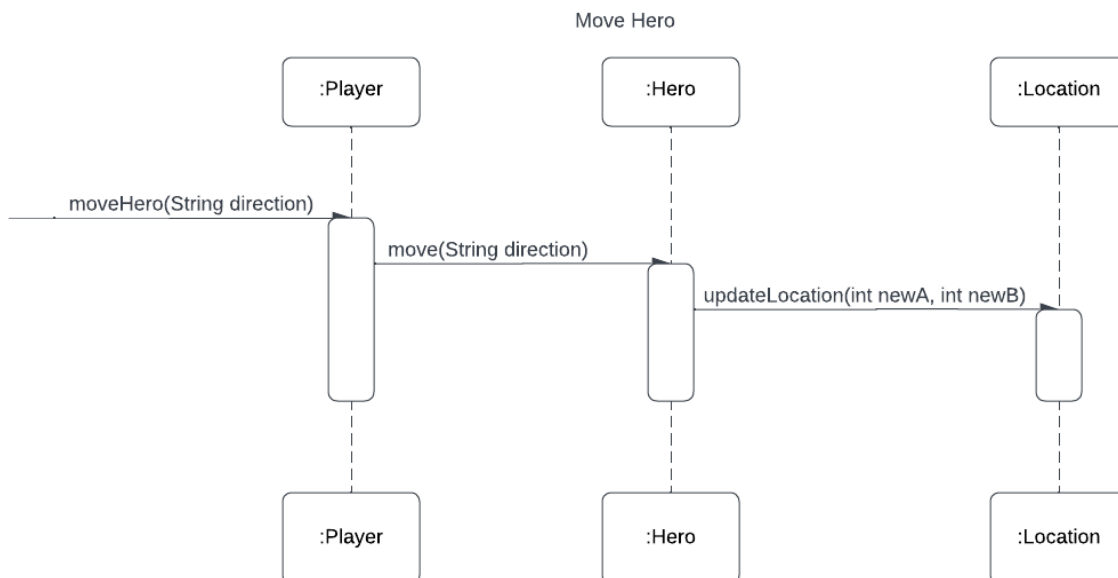 Move Hero
:Player
:Hero
:Location
moveHero(String direction)
move(String direction)
updateLocation(int newA, int newB)
:Player
:Hero
:Location